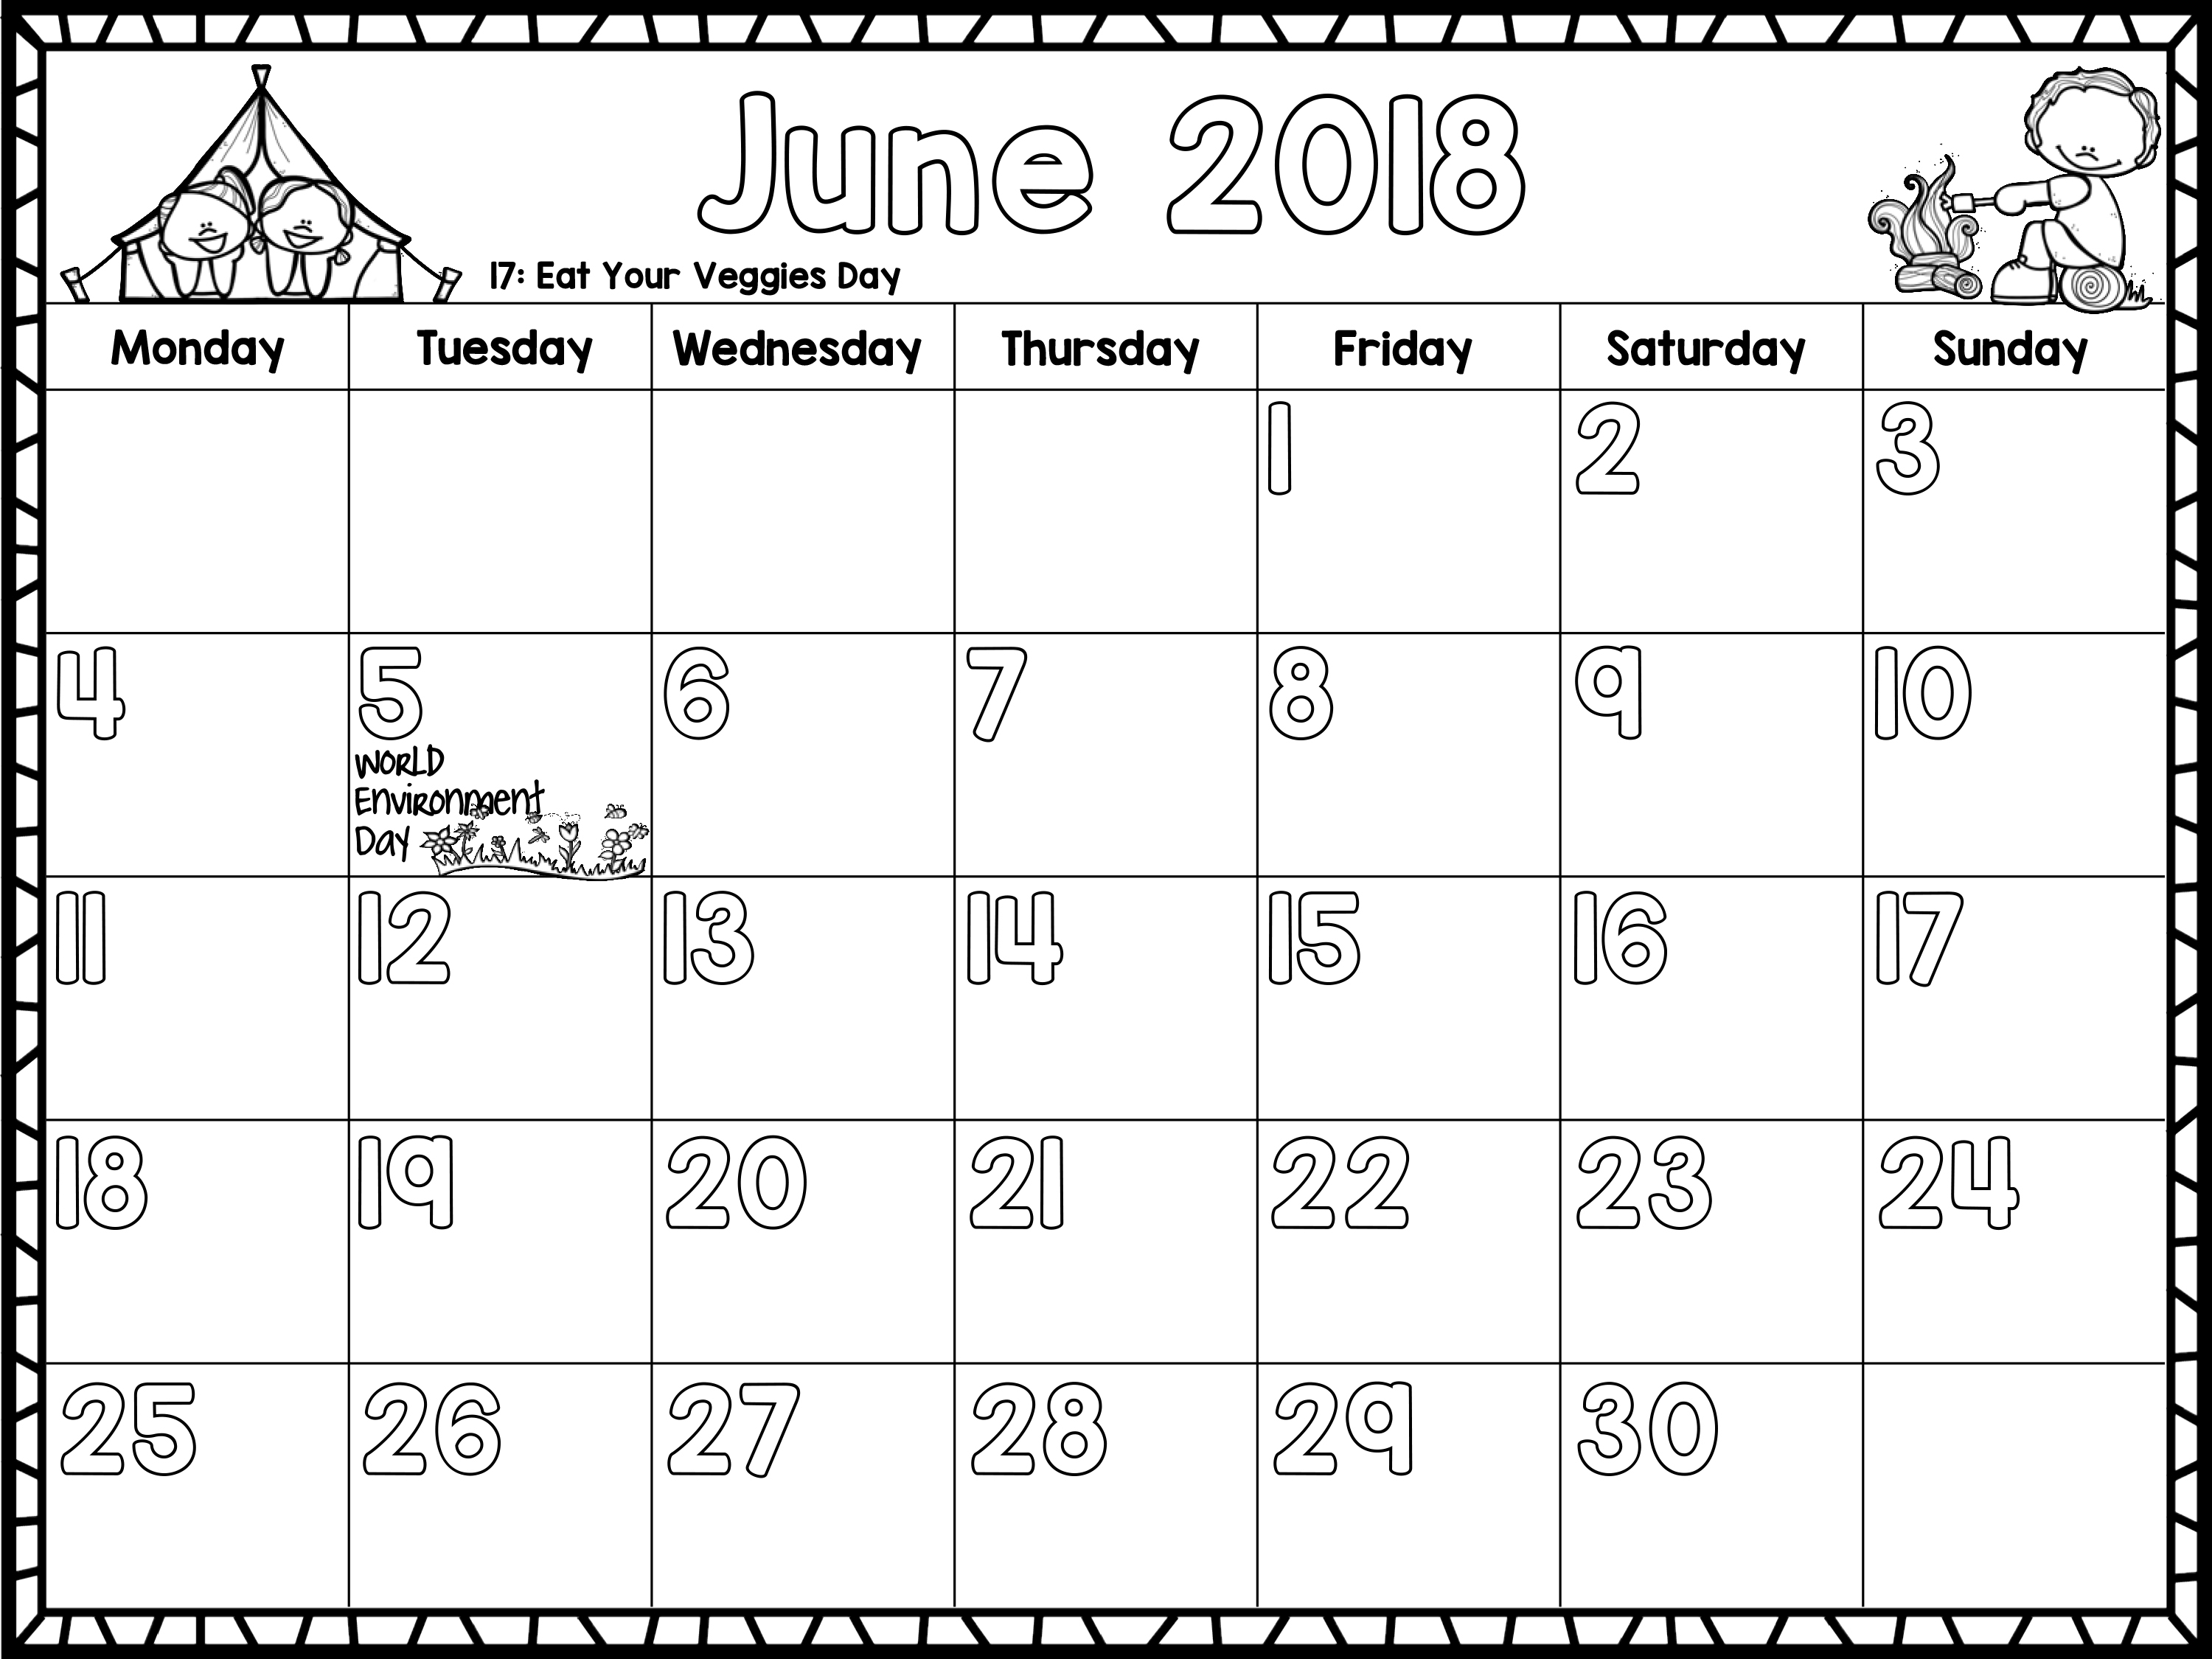 June 2018
17: Eat Your Veggies Day
Monday Tuesday Wednesday Thursday Friday Saturday Sunday
1 2 3
4 5 6 7 8 9 10
WORLD
Environment
Day
11 12 13 14 15 16 17
18 19 20 21 22 23 24
25 26 27 28 29 30